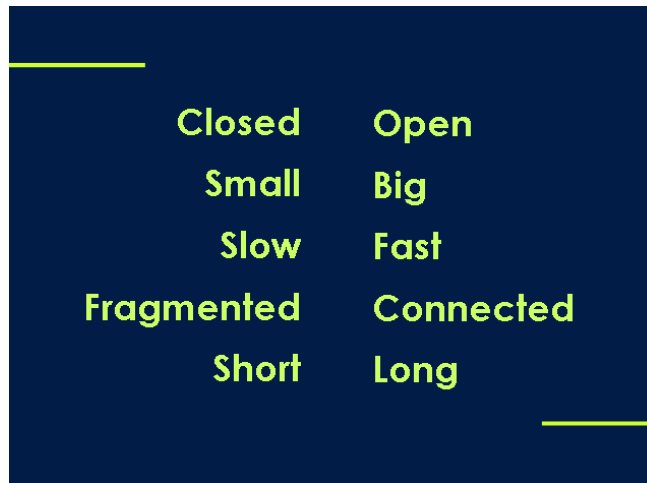 Closed Open
Small Big
Slow Fast
Fragmented Connected
Short Long